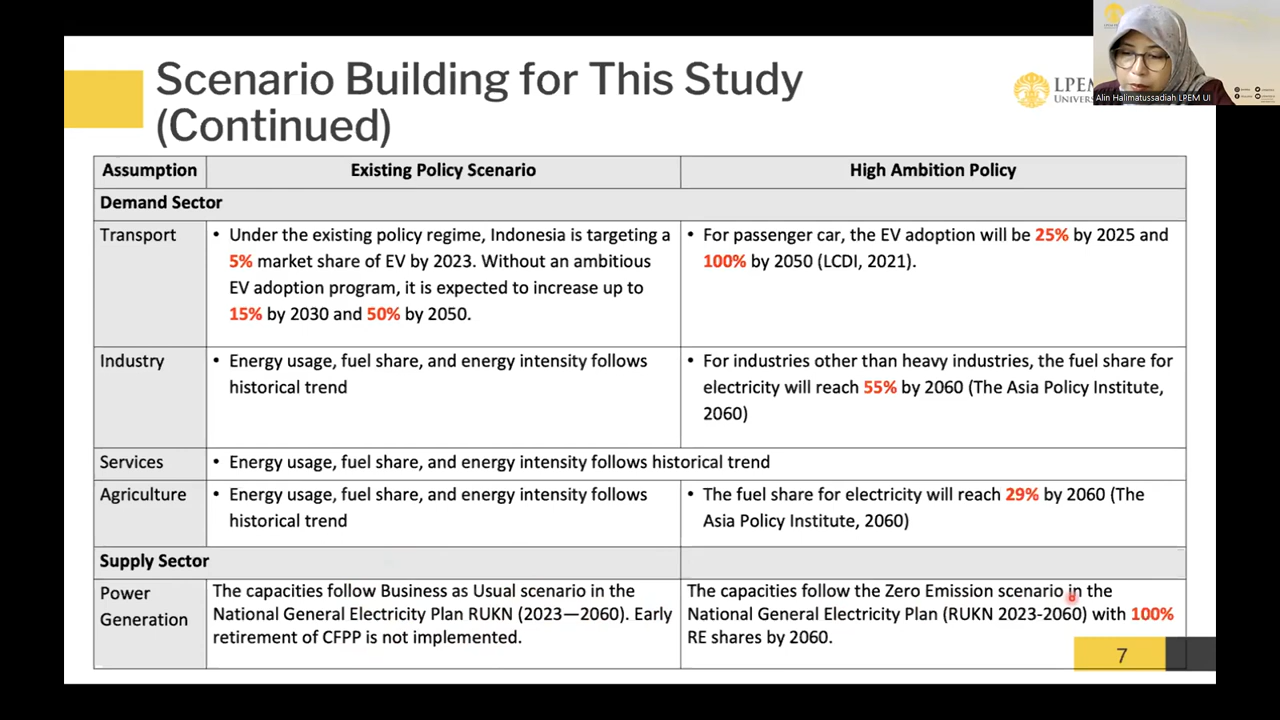 Scenario Building for This Study
(Continued)
LPEM
UNIVERS
Alin Halimatussadiah LPEM UI
Assumption
Existing Policy Scenario
High Ambition Policy
Demand Sector
Transport
• Under the existing policy regime, Indonesia is targeting a
5% market share of EV by 2023. Without an ambitious
EV adoption program, it is expected to increase up to
15% by 2030 and 50% by 2050.
• For passenger car, the EV adoption will be 25% by 2025 and
100% by 2050 (LCDI, 2021).
Industry
• Energy usage, fuel share, and energy intensity follows
historical trend
• For industries other than heavy industries, the fuel share for
electricity will reach 55% by 2060 (The Asia Policy Institute,
2060)
Services
• Energy usage, fuel share, and energy intensity follows historical trend
Agriculture
• Energy usage, fuel share, and energy intensity follows
historical trend
• The fuel share for electricity will reach 29% by 2060 (The
Asia Policy Institute, 2060)
Supply Sector
Power
Generation
The capacities follow Business as Usual scenario in the
National General Electricity Plan RUKN (2023—2060). Early
retirement of CFPP is not implemented.
The capacities follow the Zero Emission scenario in the
National General Electricity Plan (RUKN 2023-2060) with 100%
RE shares by 2060.
7